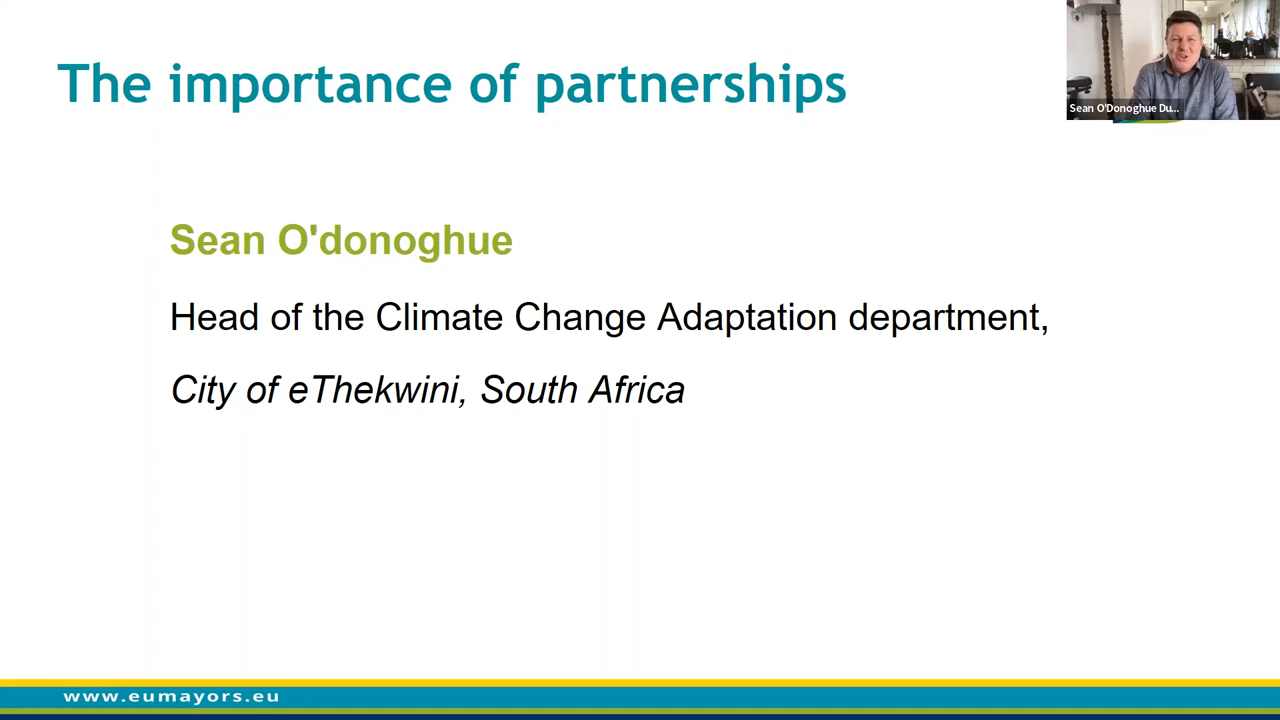 The importance of partnerships
Sean O'Donoghue Du...
Sean O'donoghue
Head of the Climate Change Adaptation department,
City of eThekwini, South Africa
www.eumayors.eu